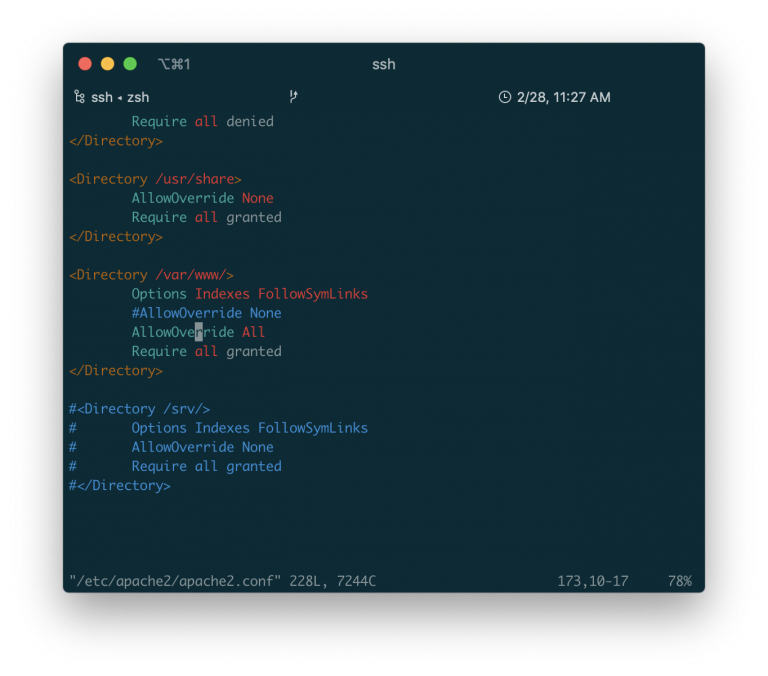 ⌥⌘1 ssh
ssh ◂ zsh 2/28, 11:27 AM
        Require all denied
</Directory>

<Directory /usr/share>
        AllowOverride None
        Require all granted
</Directory>

<Directory /var/www/>
        Options Indexes FollowSymLinks
        #AllowOverride None
        AllowOverride All
        Require all granted
</Directory>

#<Directory /srv/>
#       Options Indexes FollowSymLinks
#       AllowOverride None
#       Require all granted
#</Directory>

"/etc/apache2/apache2.conf" 228L, 7244C 173,10-17 78%